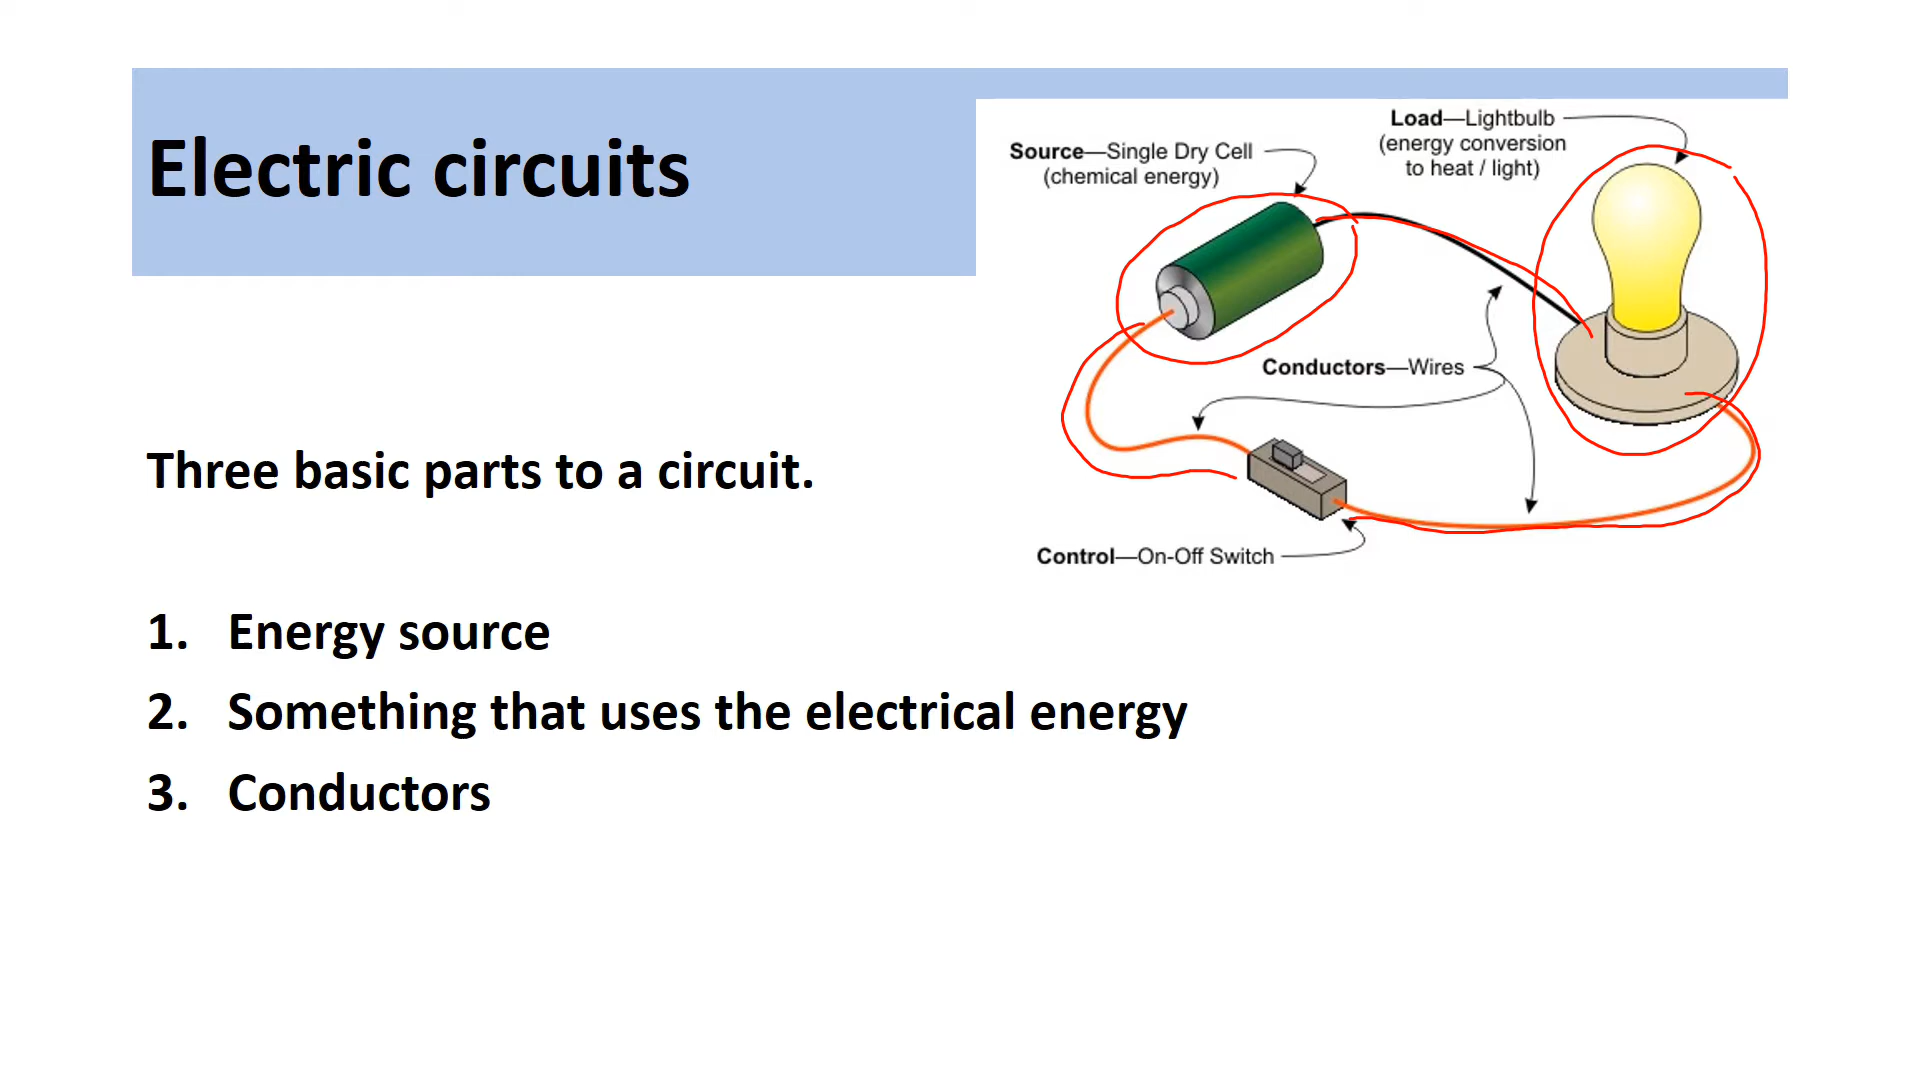 Electric circuits
Source—Single Dry Cell
(chemical energy)
Load—Lightbulb
(energy conversion
to heat / light)
Conductors—Wires
Control—On-Off Switch
Three basic parts to a circuit.
1. Energy source
2. Something that uses the electrical energy
3. Conductors